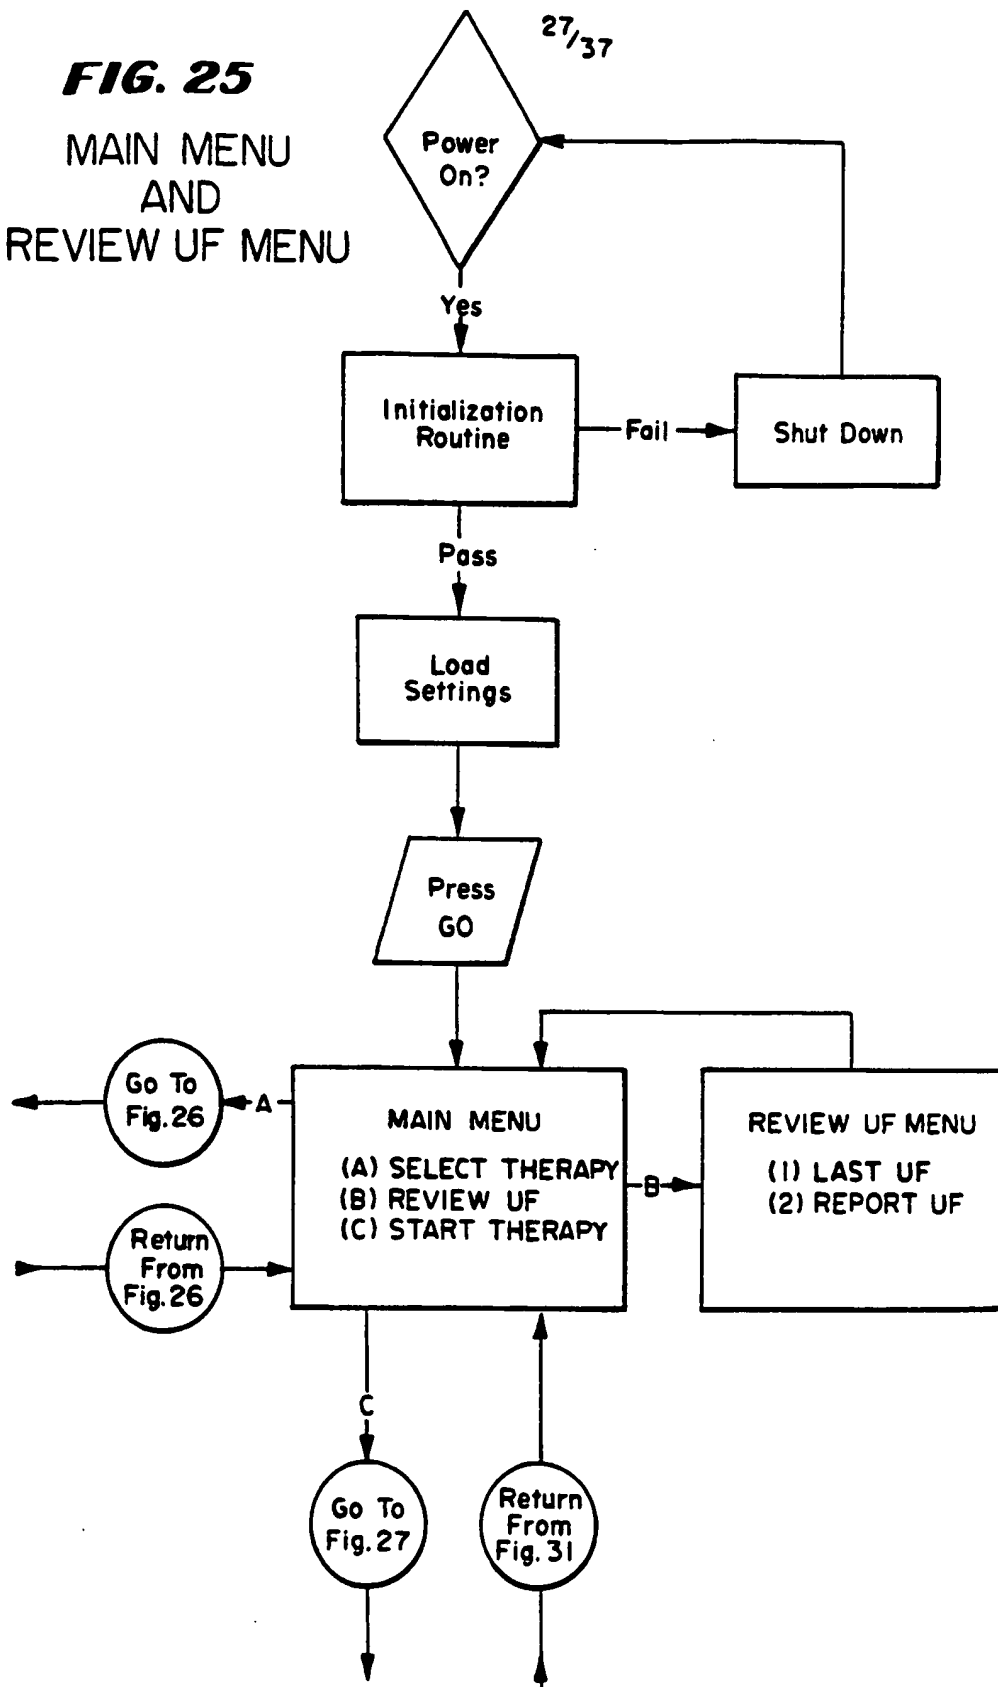 27/37
FIG. 25
MAIN MENU
AND
REVIEW UF MENU
Power
On?
Yes
Initialization
Routine
Fail
Shut Down
Pass
Load
Settings
Press
GO
Go To
Fig. 26
A
MAIN MENU
(A) SELECT THERAPY
(B) REVIEW UF
(C) START THERAPY
B
REVIEW UF MENU
(1) LAST UF
(2) REPORT UF
Return
From
Fig. 26
C
Go To
Fig. 27
Return
From
Fig. 31